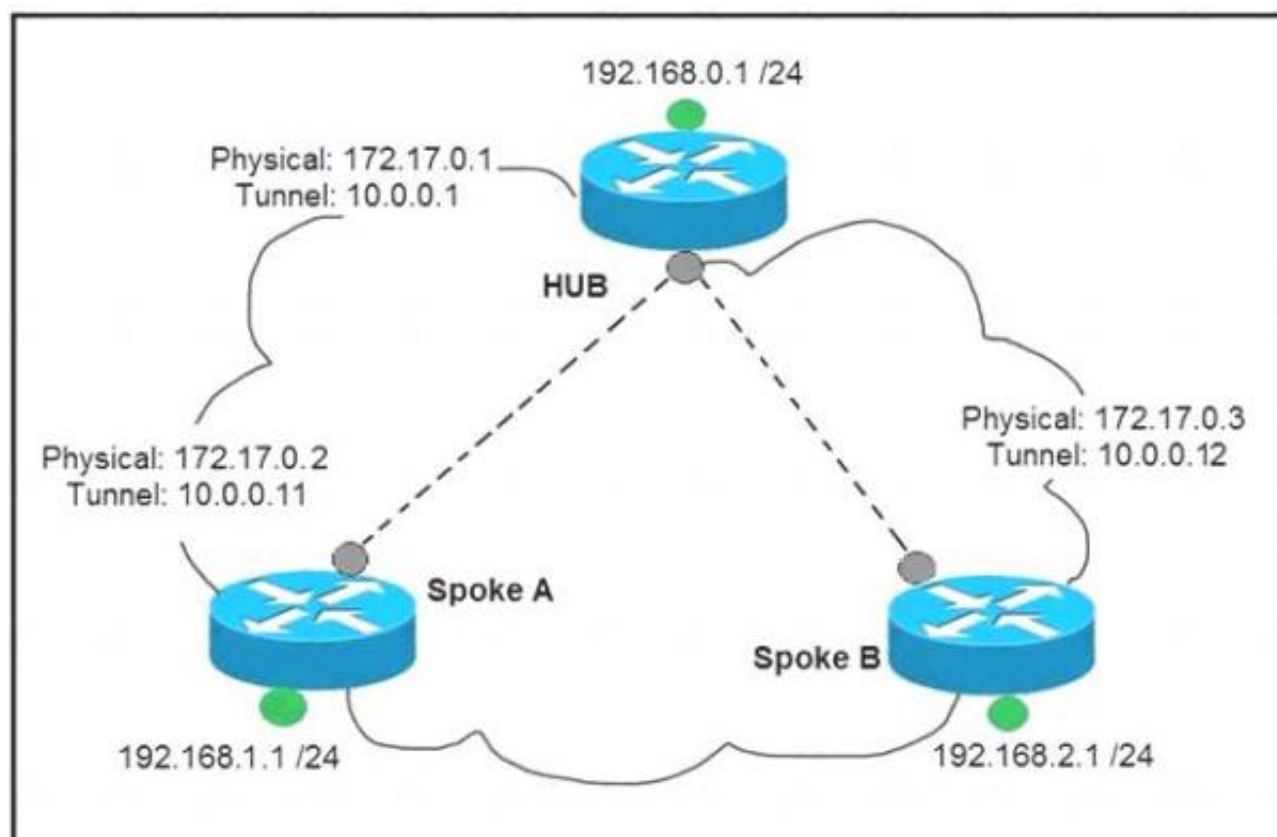 192.168.0.1 /24
Physical: 172.17.0.1
Tunnel: 10.0.0.1
HUB
Physical: 172.17.0.3
Tunnel: 10.0.0.12
Physical: 172.17.0.2
Tunnel: 10.0.0.11
Spoke A
Spoke B
192.168.1.1 /24
192.168.2.1 /24